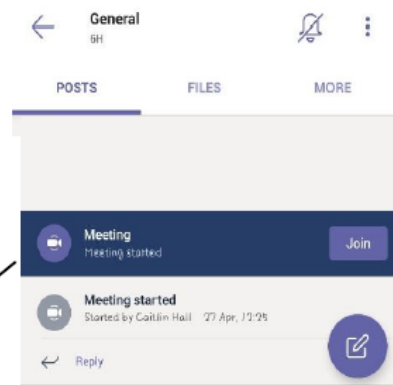 General
6H
POSTS FILES MORE
Meeting
Meeting started
Join
Meeting started
Started by Caitlin Hall 27 Apr, 12:25
Reply